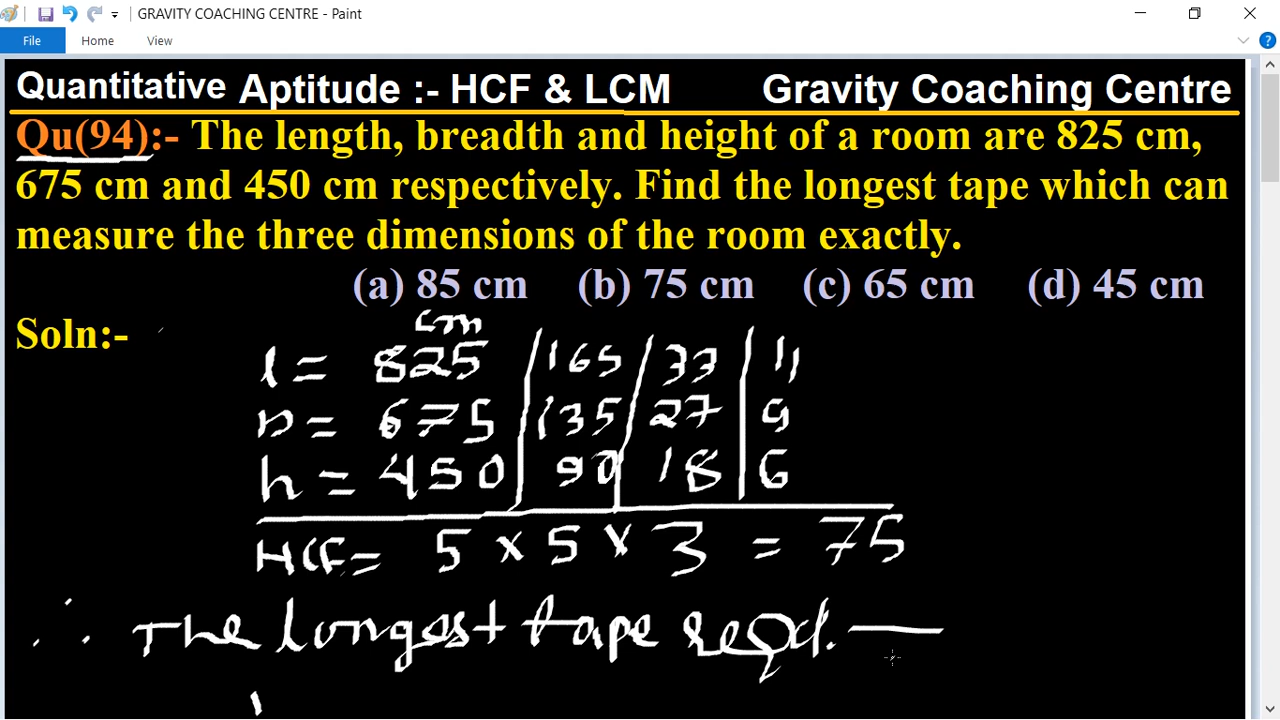 GRAVITY COACHING CENTRE - Paint
File Home View
Quantitative Aptitude :- HCF & LCM Gravity Coaching Centre
Qu(94):- The length, breadth and height of a room are 825 cm,
675 cm and 450 cm respectively. Find the longest tape which can
measure the three dimensions of the room exactly.
(a) 85 cm (b) 75 cm (c) 65 cm (d) 45 cm
Soln:-
cm
l = 825 | 165 | 33 | 11
b = 675 | 135 | 27 | 9
h = 450 | 90 | 18 | 6
HCF = 5 × 5 × 3 = 75
∴ The longest tape reqd. —